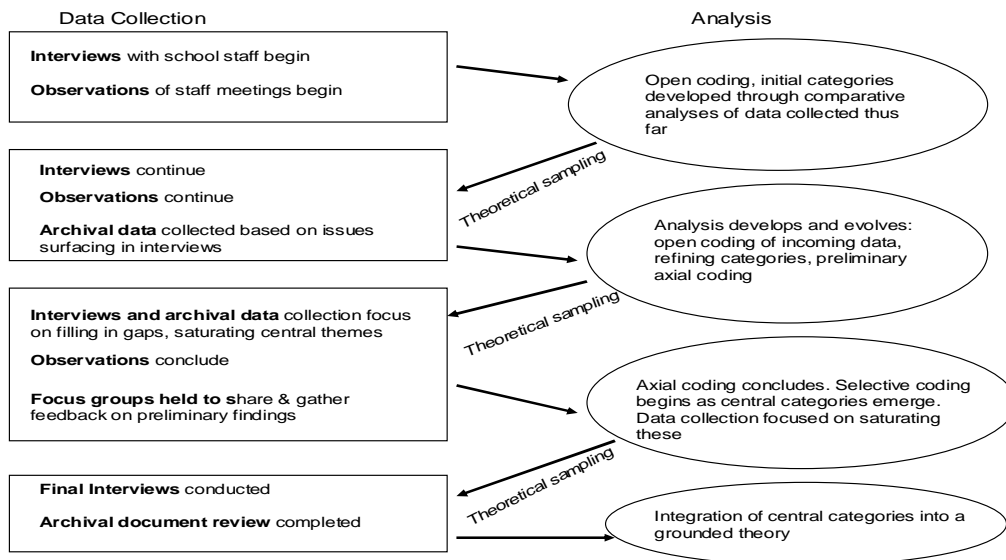 Data Collection
Analysis
Interviews with school staff begin
Observations of staff meetings begin
Open coding, initial categories
developed through comparative
analyses of data collected thus
far
Theoretical sampling
Interviews continue
Observations continue
Archival data collected based on issues
surfacing in interviews
Analysis develops and evolves:
open coding of incoming data,
refining categories, preliminary
axial coding
Theoretical sampling
Interviews and archival data collection focus
on filling in gaps, saturating central themes
Observations conclude
Focus groups held to share & gather
feedback on preliminary findings
Axial coding concludes. Selective coding
begins as central categories emerge.
Data collection focused on saturating
these
Theoretical sampling
Final Interviews conducted
Archival document review completed
Integration of central categories into a
grounded theory